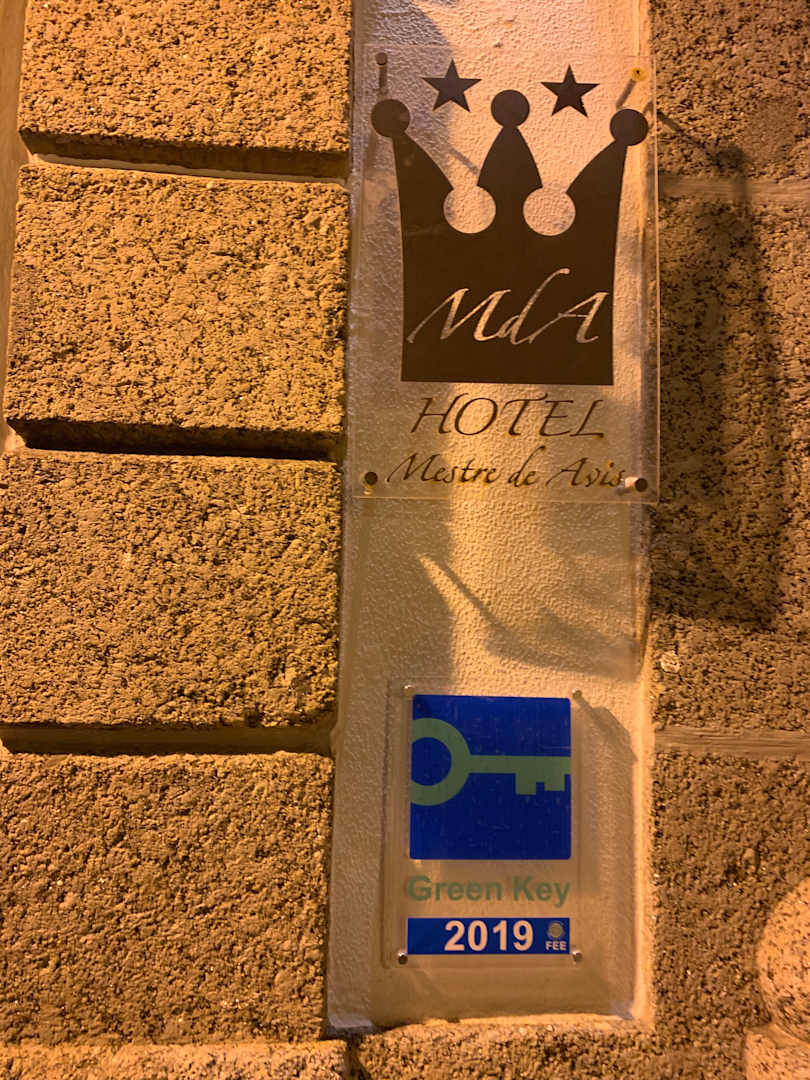 MdA
HOTEL
Mestre de Avis
Green Key
2019
FEE